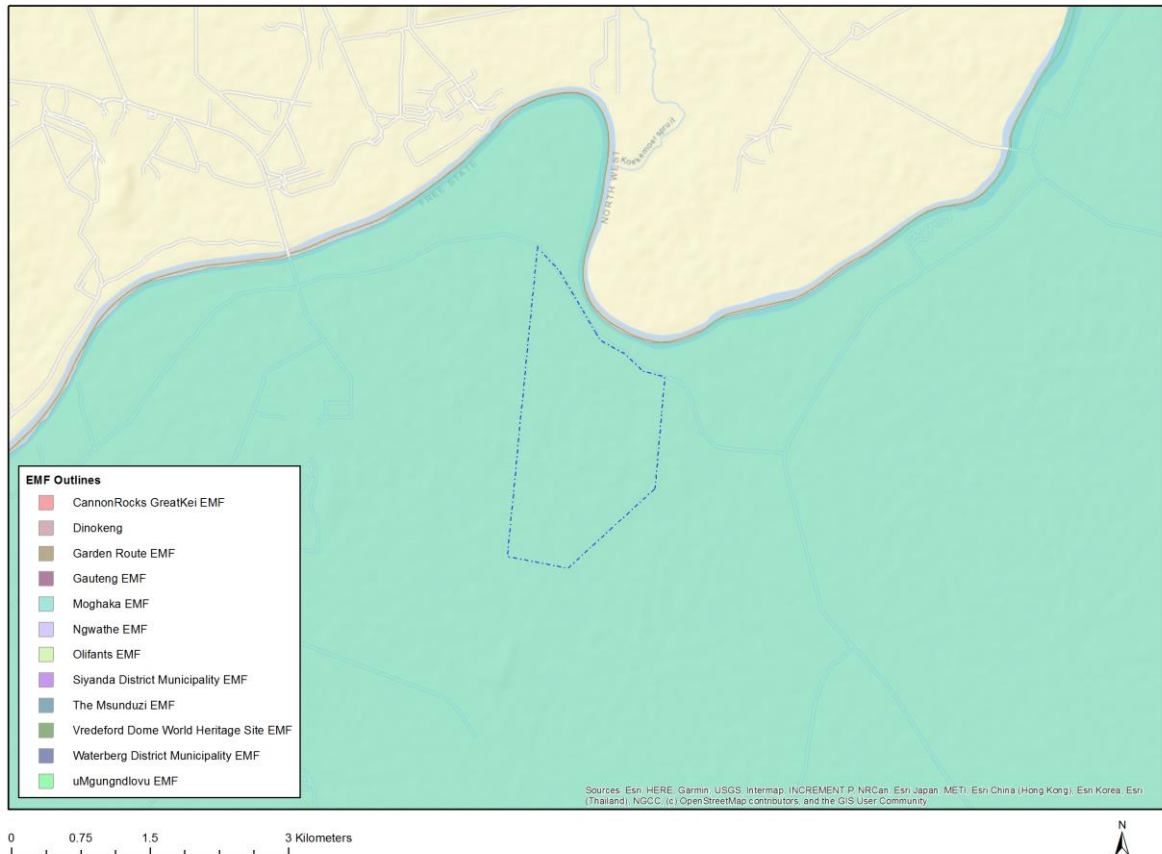 FREE STATE
NORTH WEST
Koekemoerspruit
EMF Outlines
CannonRocks GreatKei EMF
Dinokeng
Garden Route EMF
Gauteng EMF
Moghaka EMF
Ngwathe EMF
Olifants EMF
Siyanda District Municipality EMF
The Msunduzi EMF
Vredeford Dome World Heritage Site EMF
Waterberg District Municipality EMF
uMgungndlovu EMF
Sources: Esri, HERE, Garmin, USGS, Intermap, INCREMENT P, NRCan, Esri Japan, METI, Esri China (Hong Kong), Esri Korea, Esri
(Thailand), NGCC, (c) OpenStreetMap contributors, and the GIS User Community
0 0.75 1.5 3 Kilometers
N